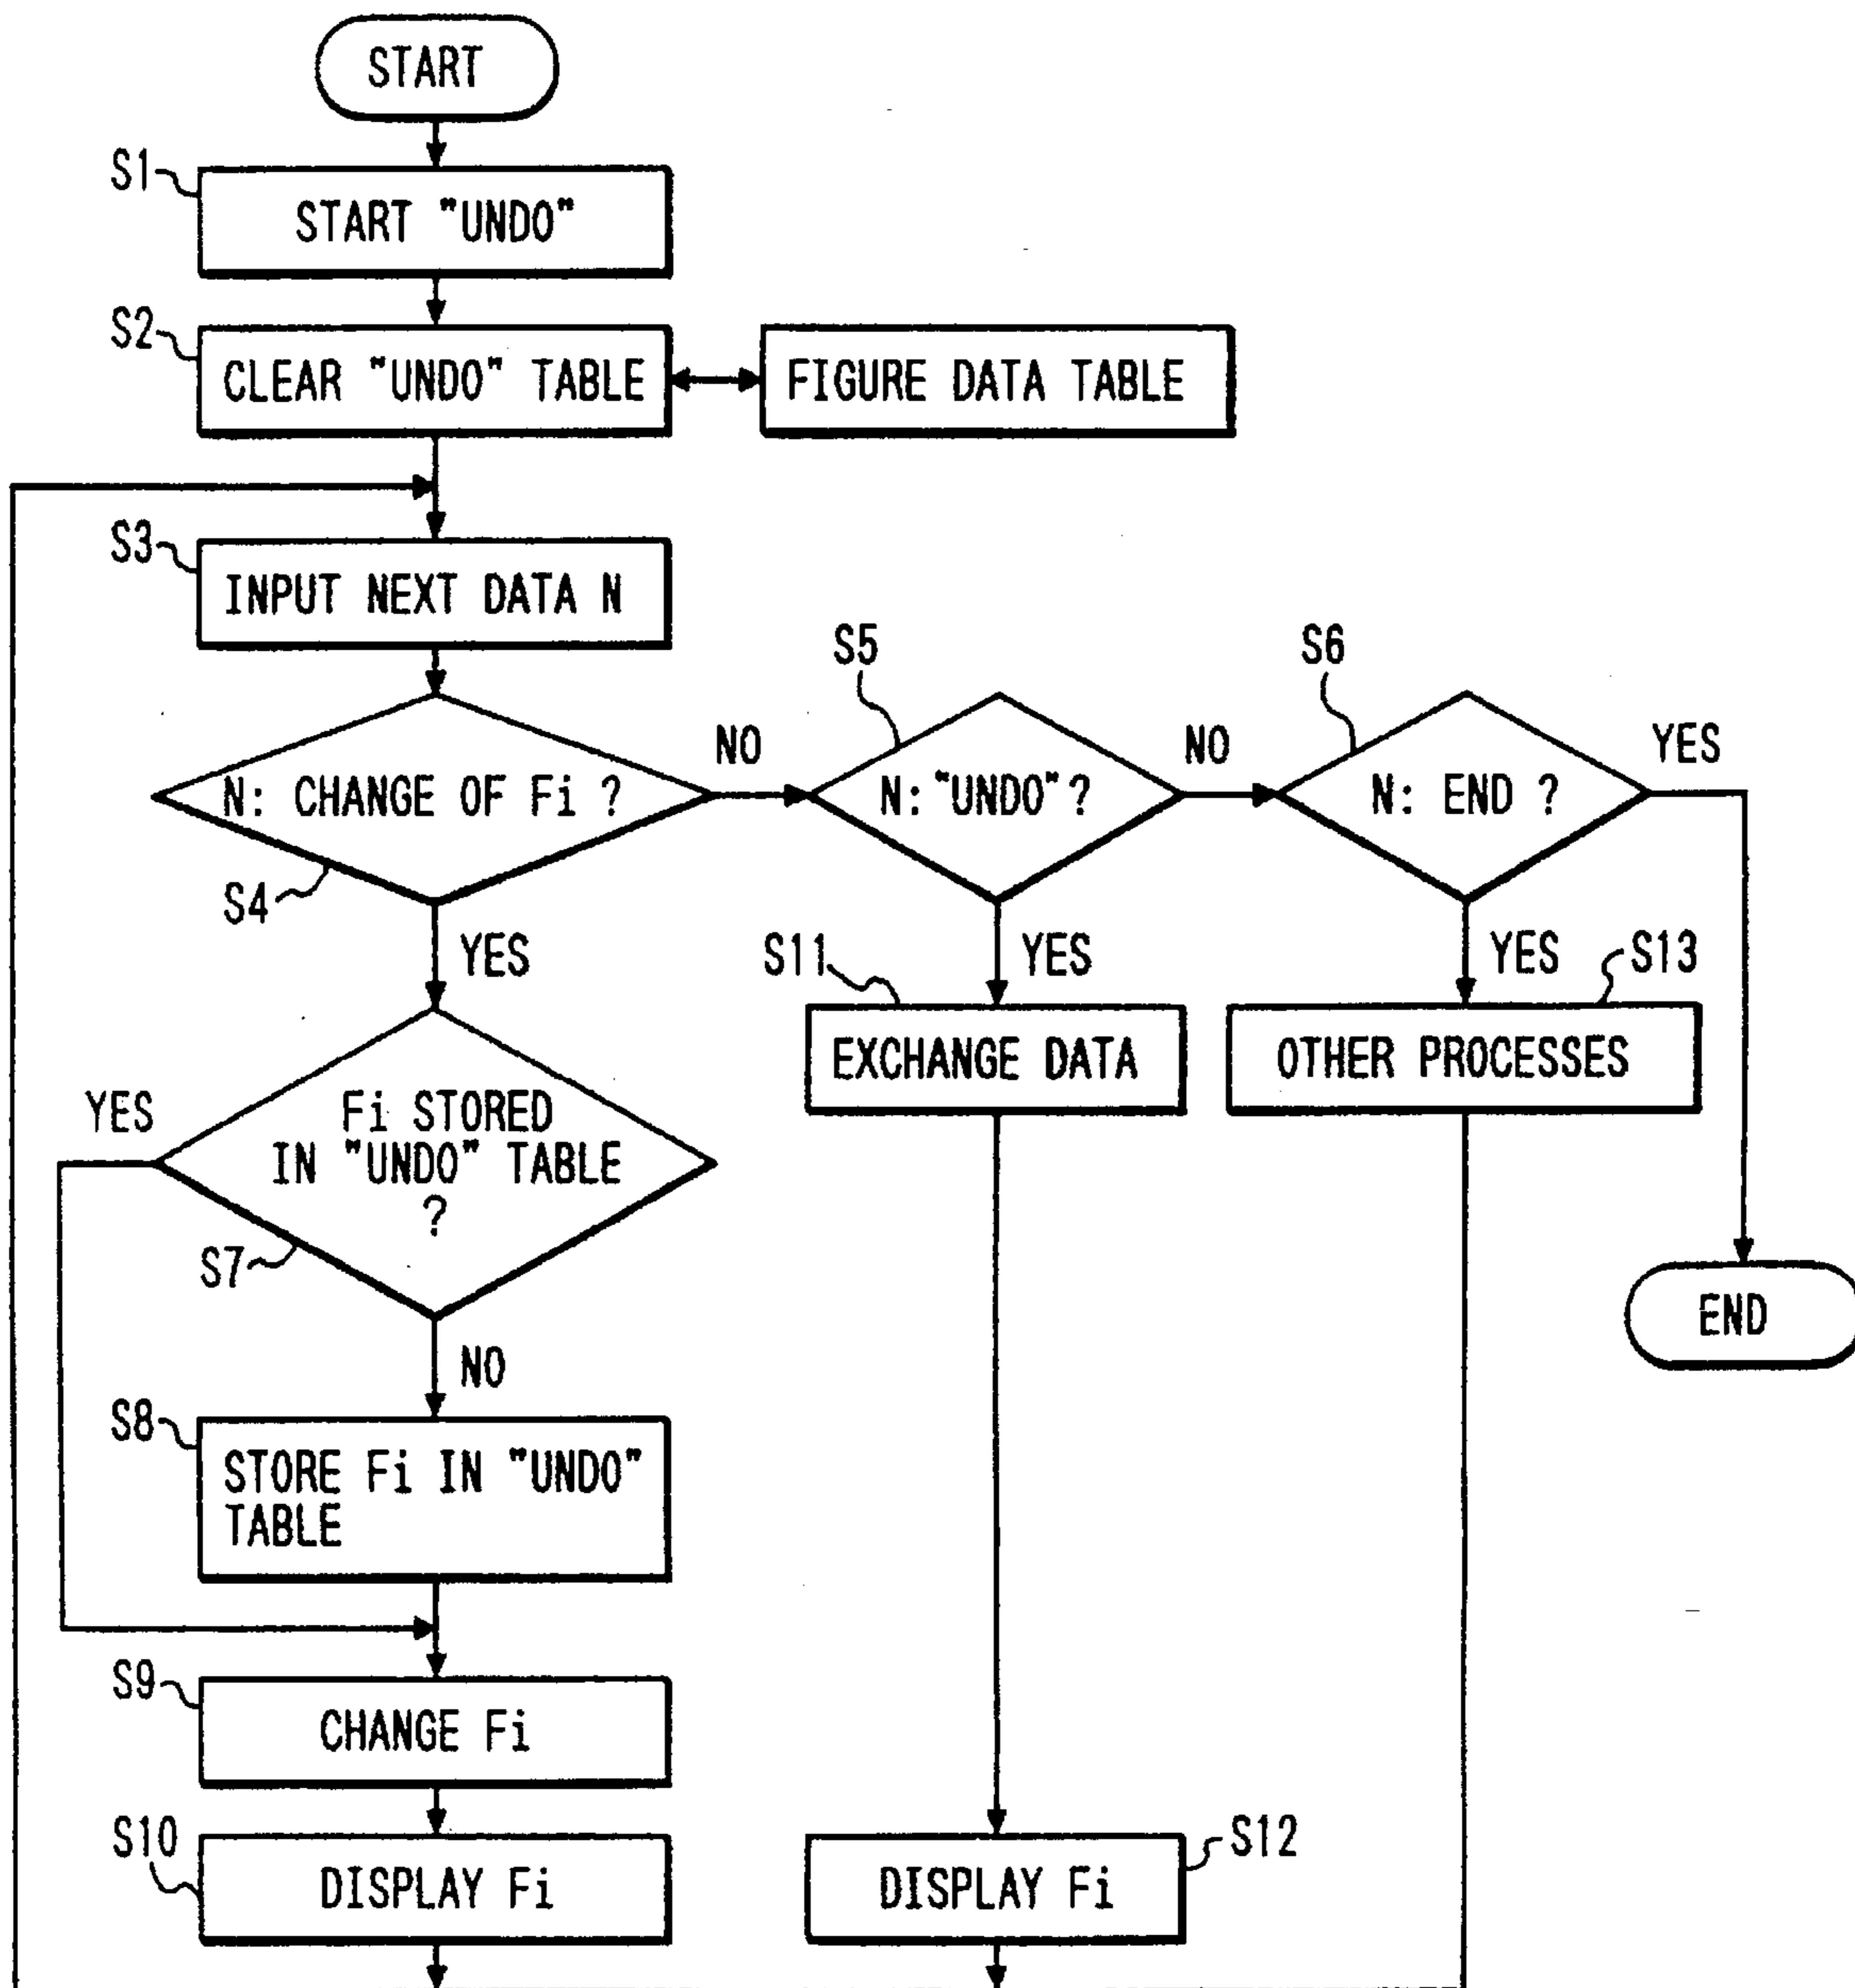 START
S1
START "UNDO"
S2
CLEAR "UNDO" TABLE
FIGURE DATA TABLE
S3
INPUT NEXT DATA N
S5
S6
N: CHANGE OF Fi ?
NO
N: "UNDO" ?
NO
N: END ?
YES
S4
YES
S11
YES
YES
S13
EXCHANGE DATA
OTHER PROCESSES
YES
Fi STORED
IN "UNDO" TABLE
?
S7
END
NO
S8
STORE Fi IN "UNDO"
TABLE
S9
CHANGE Fi
S10
DISPLAY Fi
DISPLAY Fi
S12